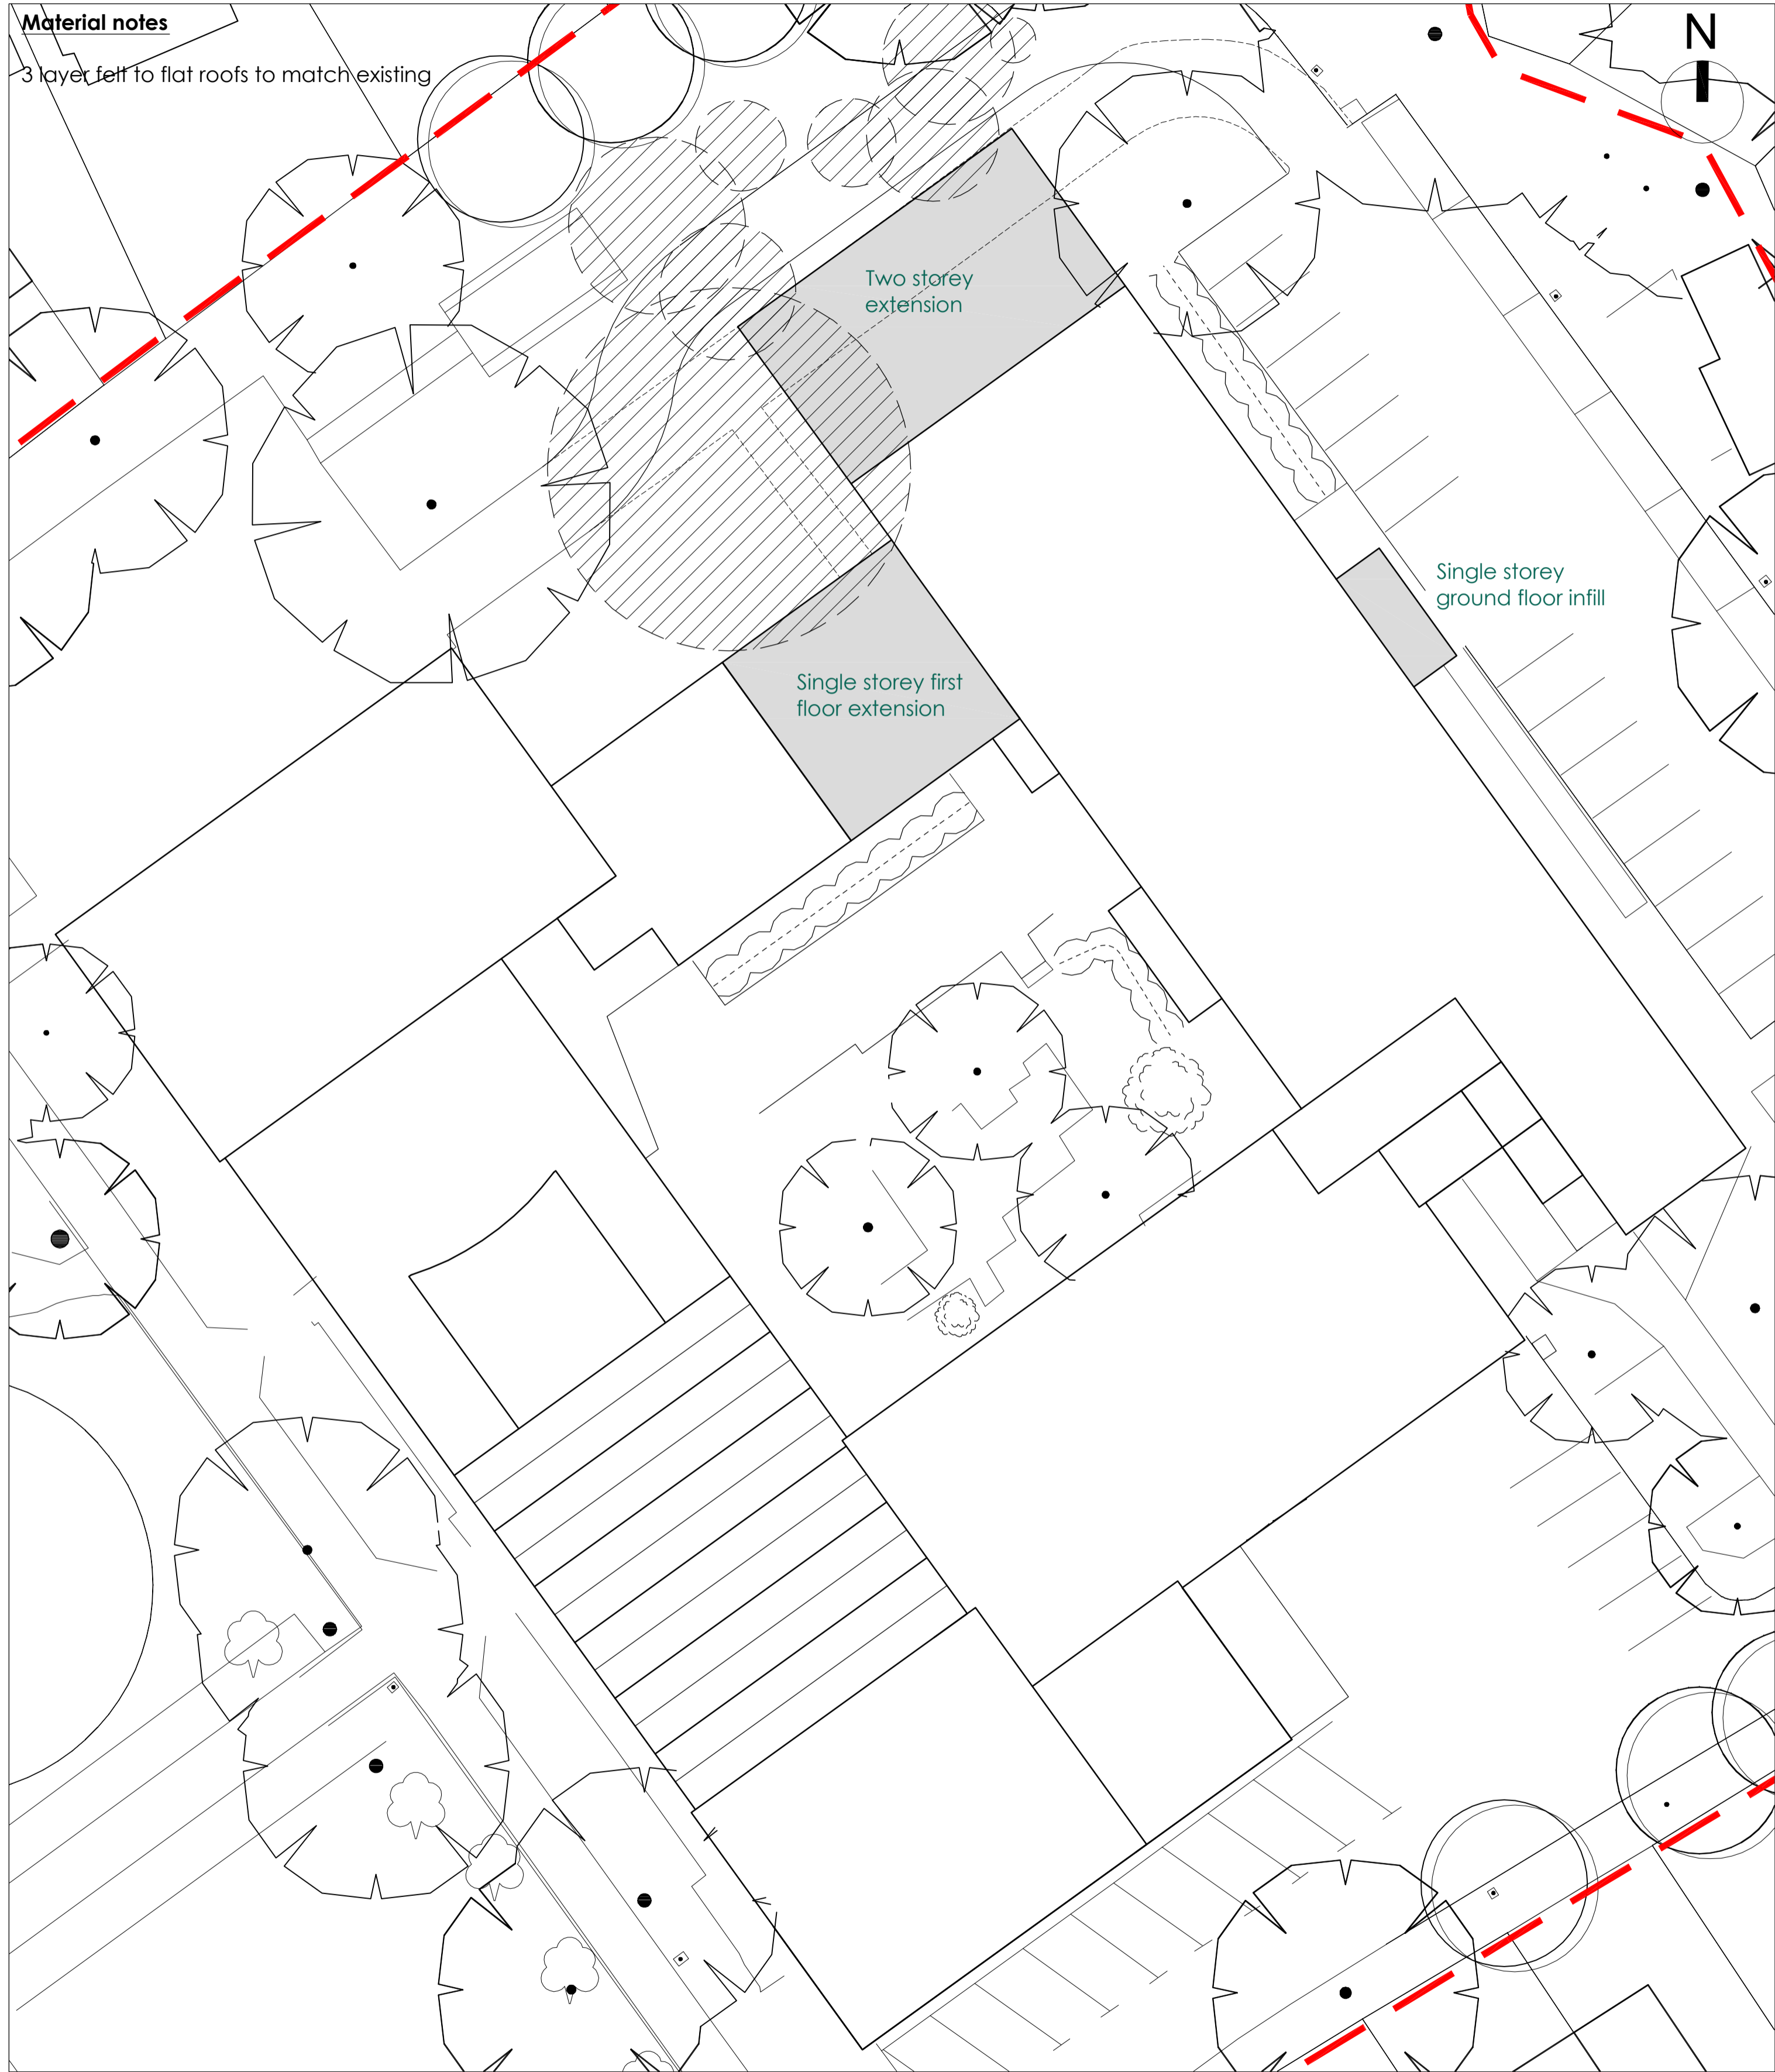 Material notes
3 layer felt to flat roofs to match existing
N
Two storey
extension
Single storey
ground floor infill
Single storey first
floor extension